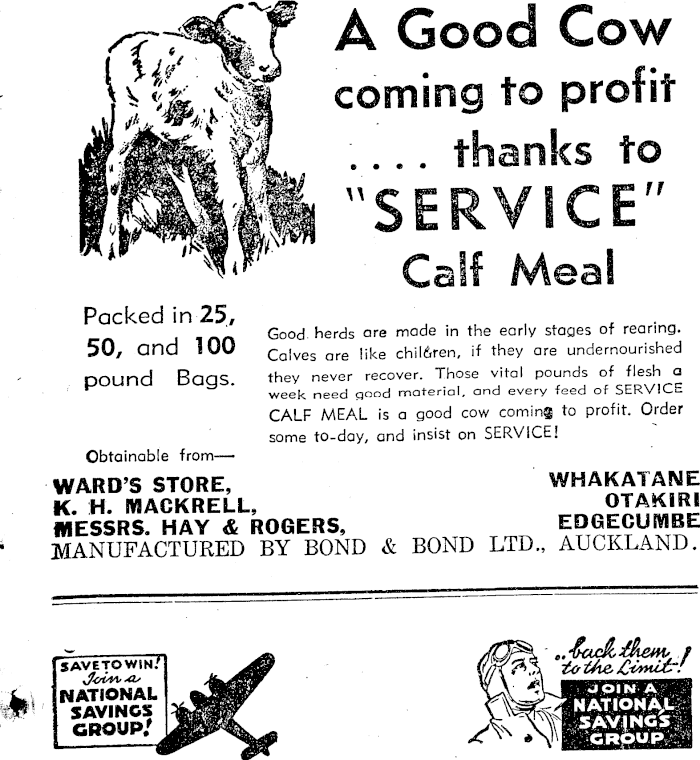 A Good Cow
coming to profit
.... thanks to
"SERVICE"
Calf Meal
Packed in 25,
50, and 100
pound Bags.
Good herds are made in the early stages of rearing.
Calves are like children, if they are undernourished
they never recover. Those vital pounds of flesh a
week need good material, and every feed of SERVICE
CALF MEAL is a good cow coming to profit. Order
some to-day, and insist on SERVICE!
Obtainable from—
WARD'S STORE, WHAKATANE
K. H. MACKRELL, OTAKIRI
MESSRS. HAY & ROGERS, EDGECUMBE
MANUFACTURED BY BOND & BOND LTD., AUCKLAND.
SAVE TO WIN!
Join a
NATIONAL
SAVINGS
GROUP!
..back them
to the Limit!
JOIN A
NATIONAL
SAVINGS
GROUP